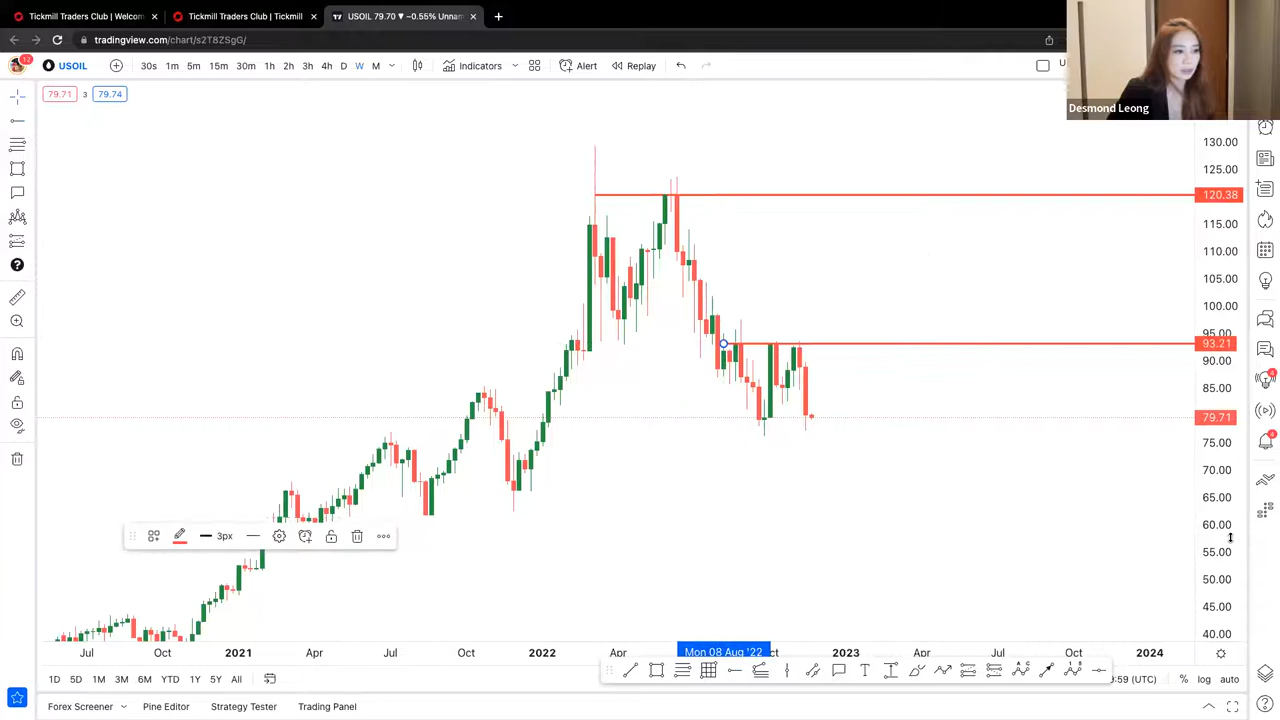 Tickmill Traders Club | Welcom
Tickmill Traders Club | Tickmill
USOIL 79.70 ▼ −0.55% Unnam
tradingview.com/chart/s2T8ZSgG/
12
USOIL
30s 1m 5m 15m 30m 1h 2h 3h 4h D W M
Indicators
Alert
Replay
79.71 3 79.74
Desmond Leong
130.00
125.00
120.38
115.00
110.00
105.00
100.00
95.00
93.21
90.00
85.00
79.71
75.00
70.00
65.00
60.00
55.00
50.00
45.00
40.00
3px
4
Jul Oct 2021 Apr Jul Oct 2022 Apr Mon 08 Aug '22 2023 Apr Jul Oct 2024
1D 5D 1M 3M 6M YTD 1Y 5Y All
:59 (UTC) % log auto
Forex Screener Pine Editor Strategy Tester Trading Panel